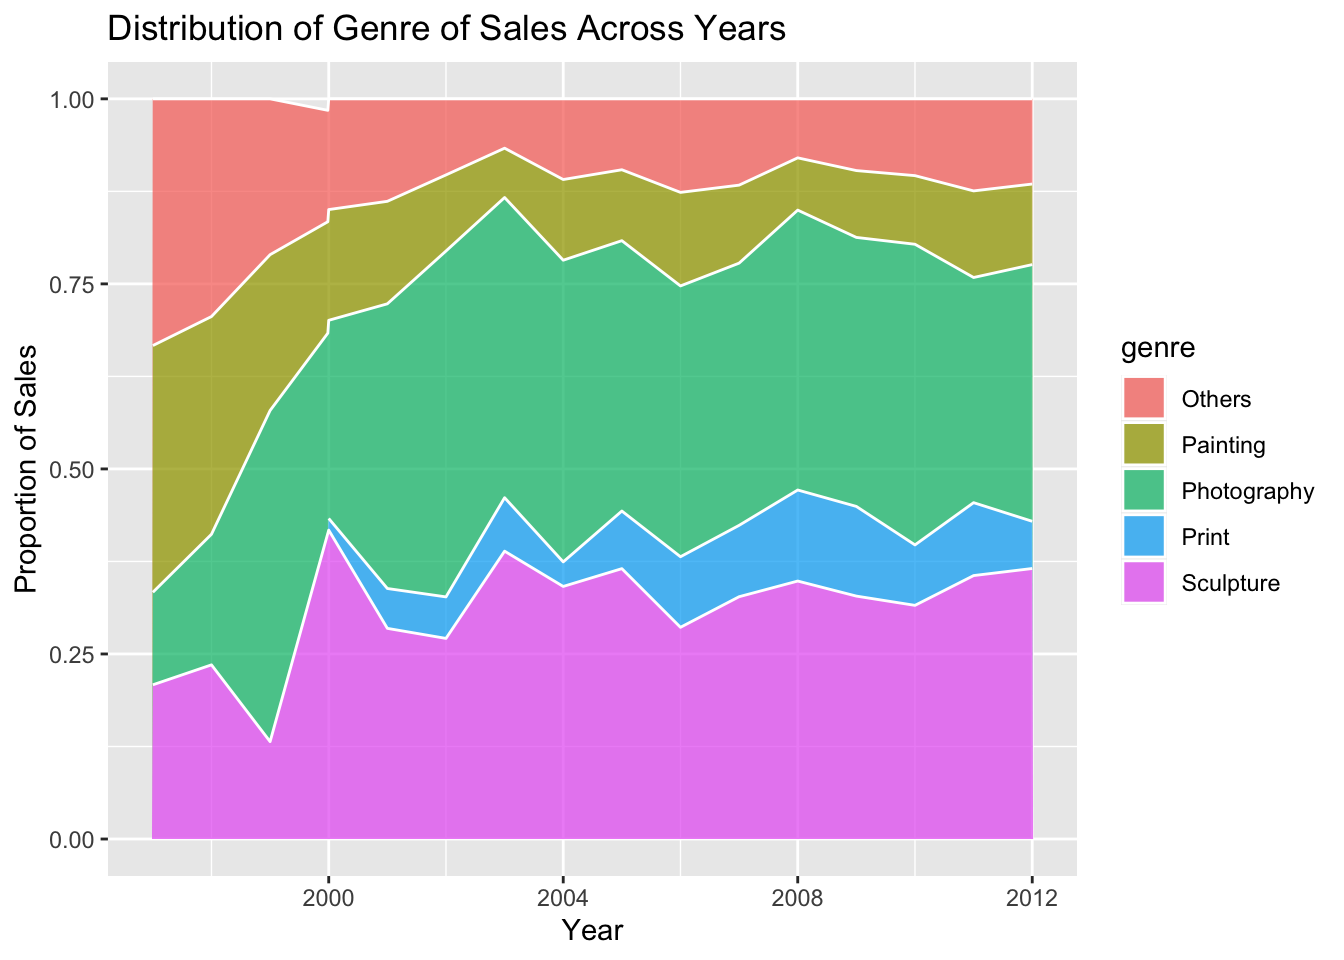 Distribution of Genre of Sales Across Years
1.00
0.75
0.50
0.25
0.00
Proportion of Sales
2000 2004 2008 2012
Year
genre
Others
Painting
Photography
Print
Sculpture